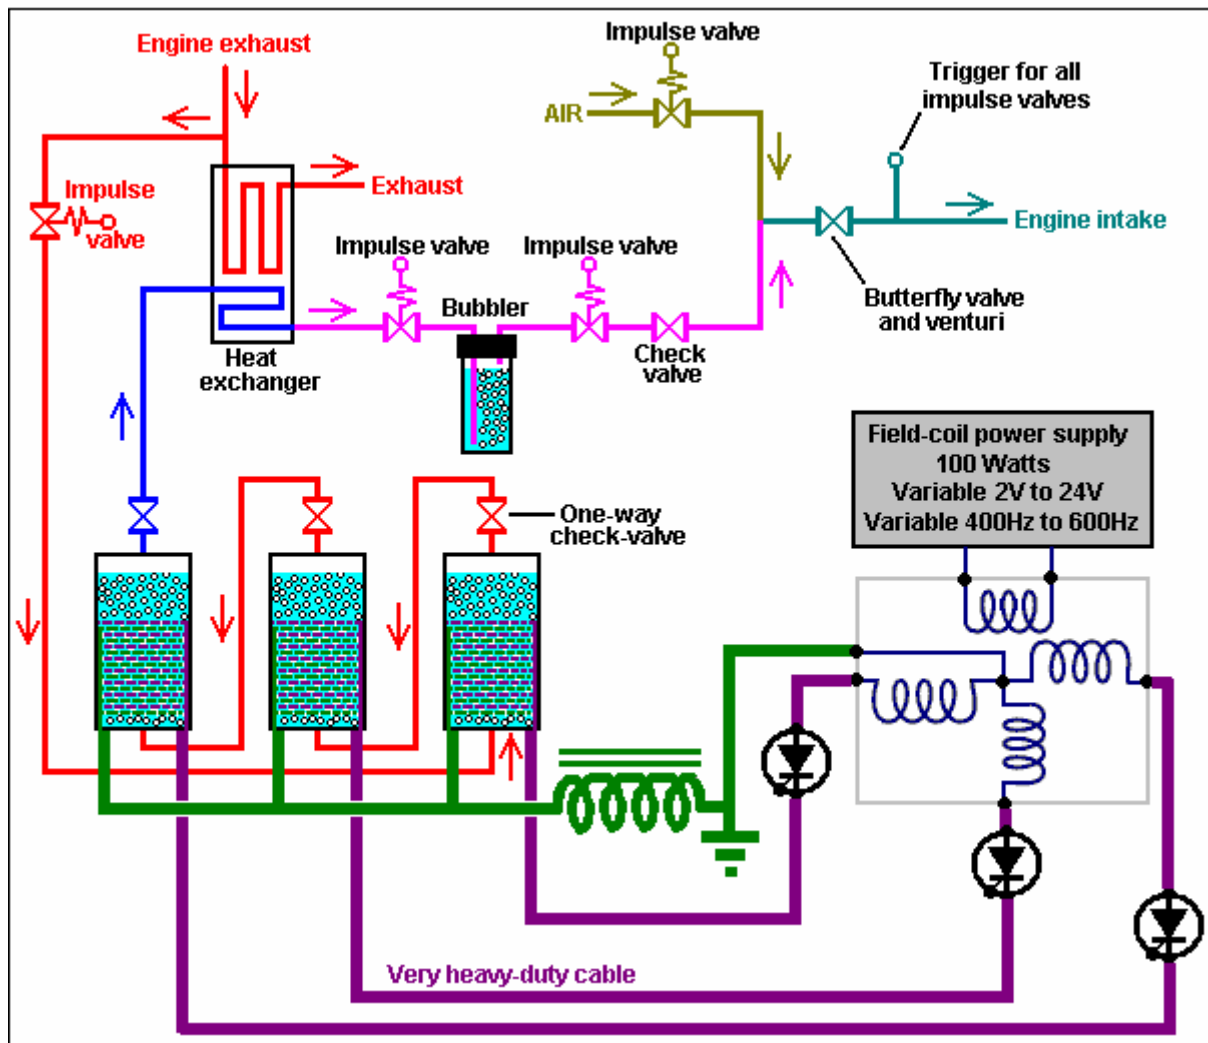 Engine exhaust
Impulse valve
Trigger for all
impulse valves
AIR
Exhaust
Impulse
valve
Engine intake
Impulse valve
Impulse valve
Bubbler
Butterfly valve
and venturi
Heat
exchanger
Check
valve
Field-coil power supply
100 Watts
Variable 2V to 24V
Variable 400Hz to 600Hz
One-way
check-valve
Very heavy-duty cable